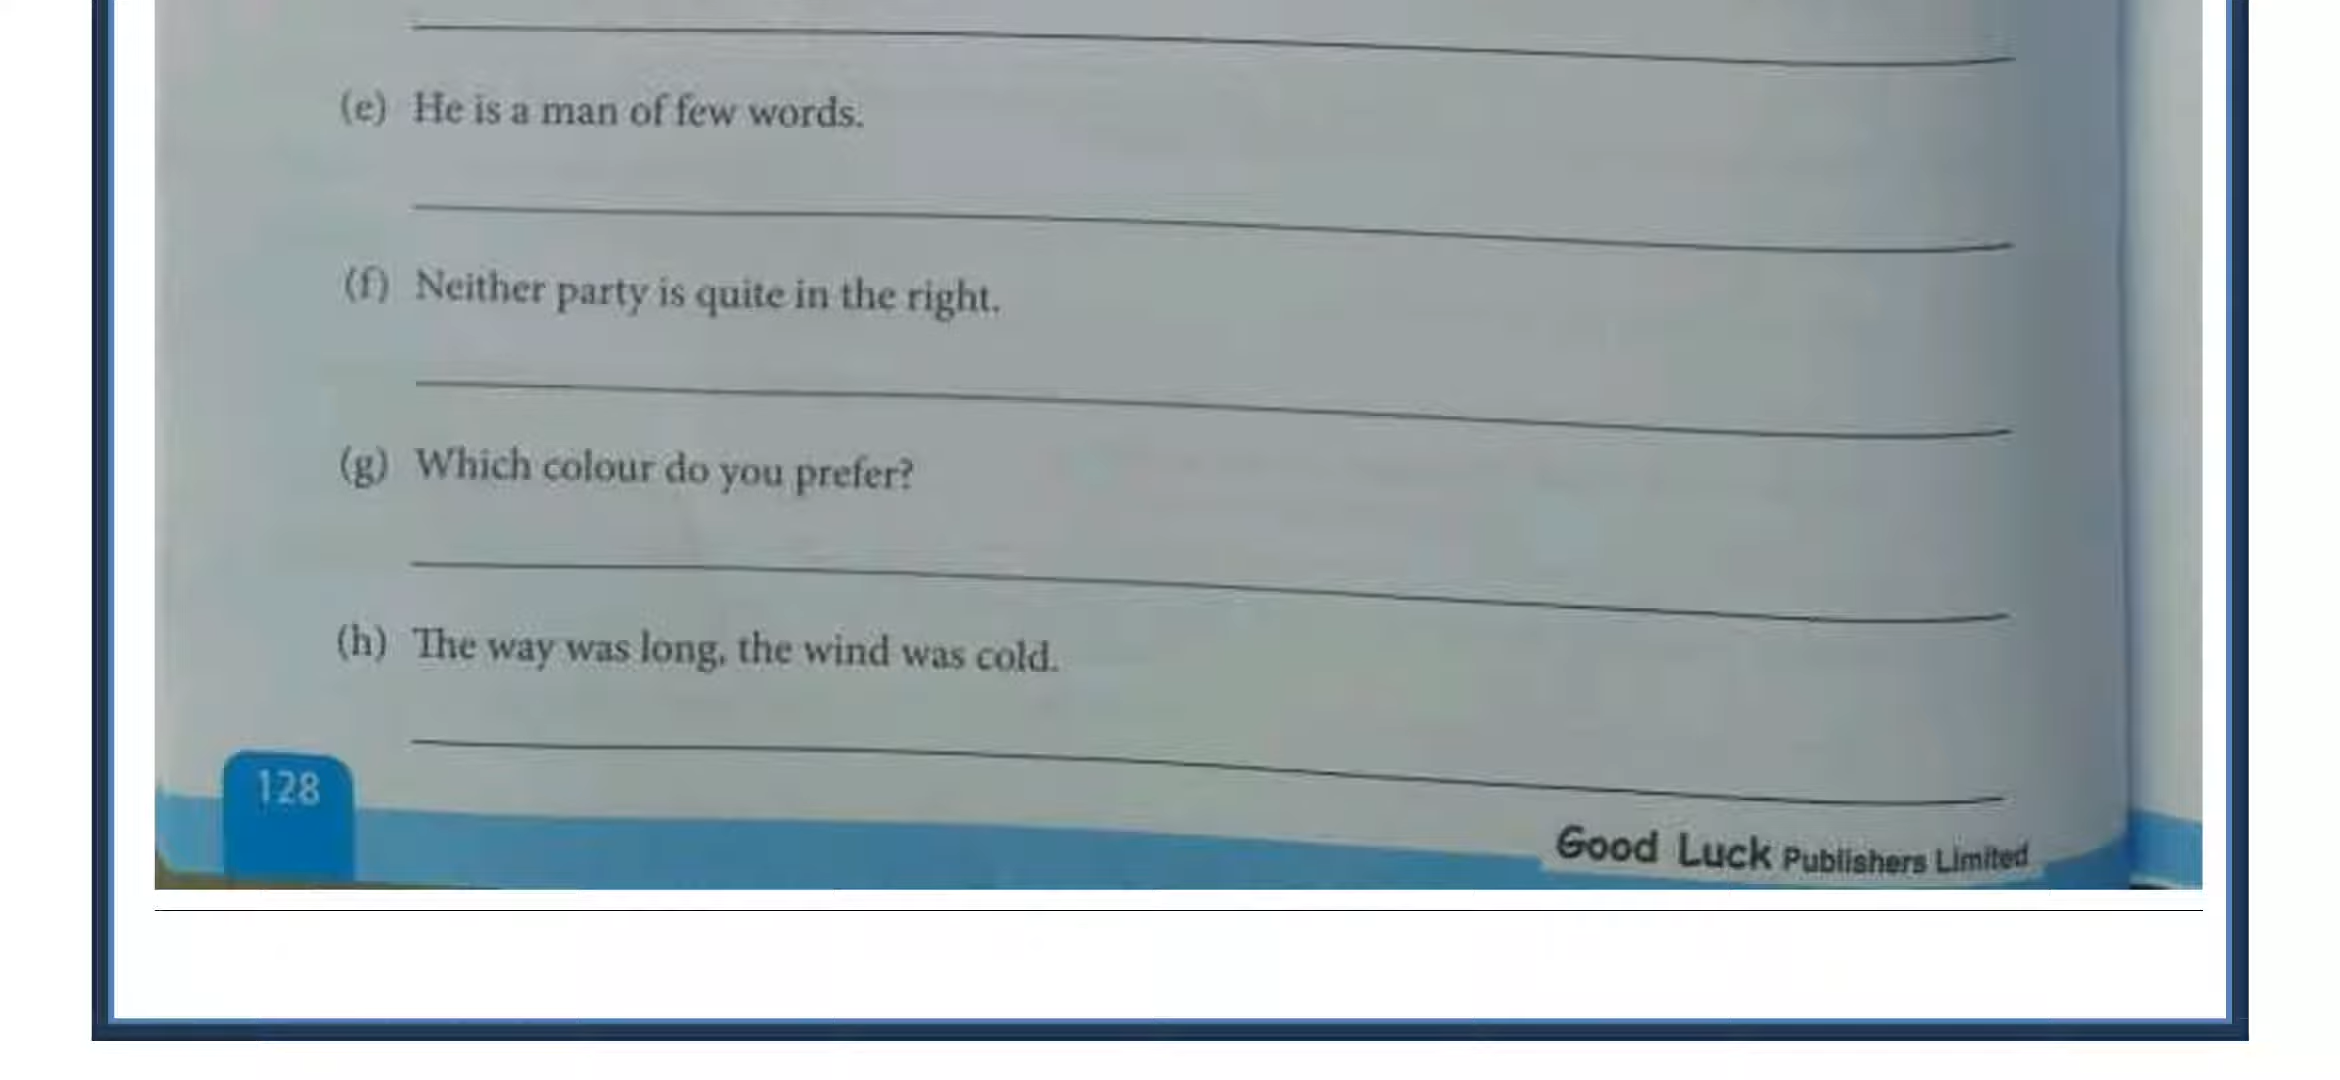 (e) He is a man of few words.
(f) Neither party is quite in the right.
(g) Which colour do you prefer?
(h) The way was long, the wind was cold.
128
Good Luck Publishers Limited